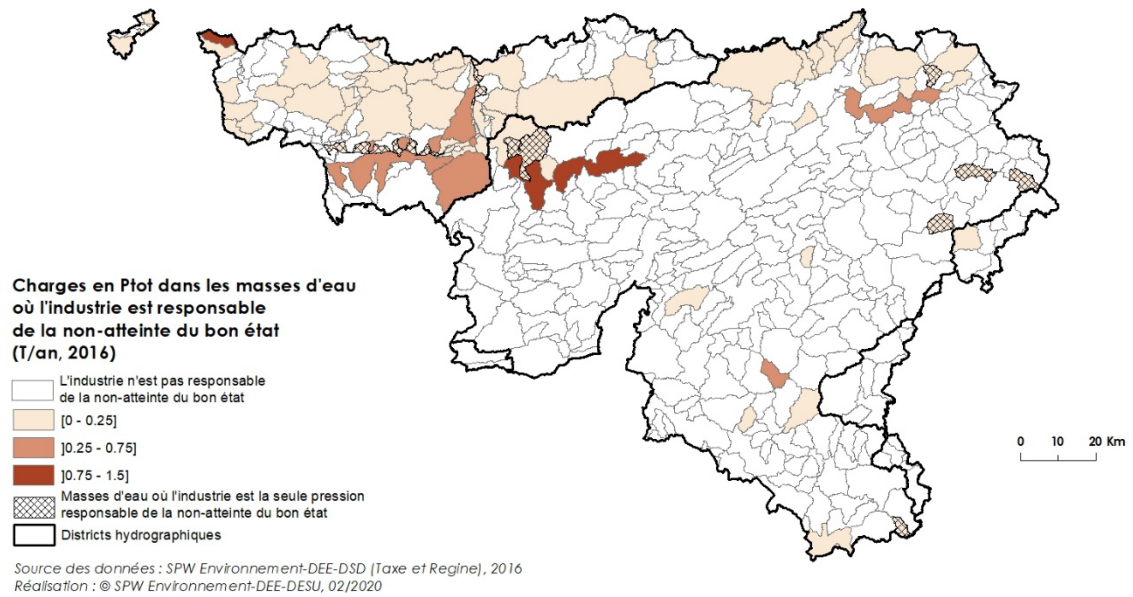 Charges en Ptot dans les masses d'eau
où l'industrie est responsable
de la non-atteinte du bon état
(T/an, 2016)
L'industrie n'est pas responsable
de la non-atteinte du bon état
[0 - 0.25]
]0.25 - 0.75]
]0.75 - 1.5]
Masses d'eau où l'industrie est la seule pression
responsable de la non-atteinte du bon état
Districts hydrographiques
0 10 20 Km
Source des données : SPW Environnement-DEE-DSD (Taxe et Regine), 2016
Réalisation : © SPW Environnement-DEE-DESU, 02/2020